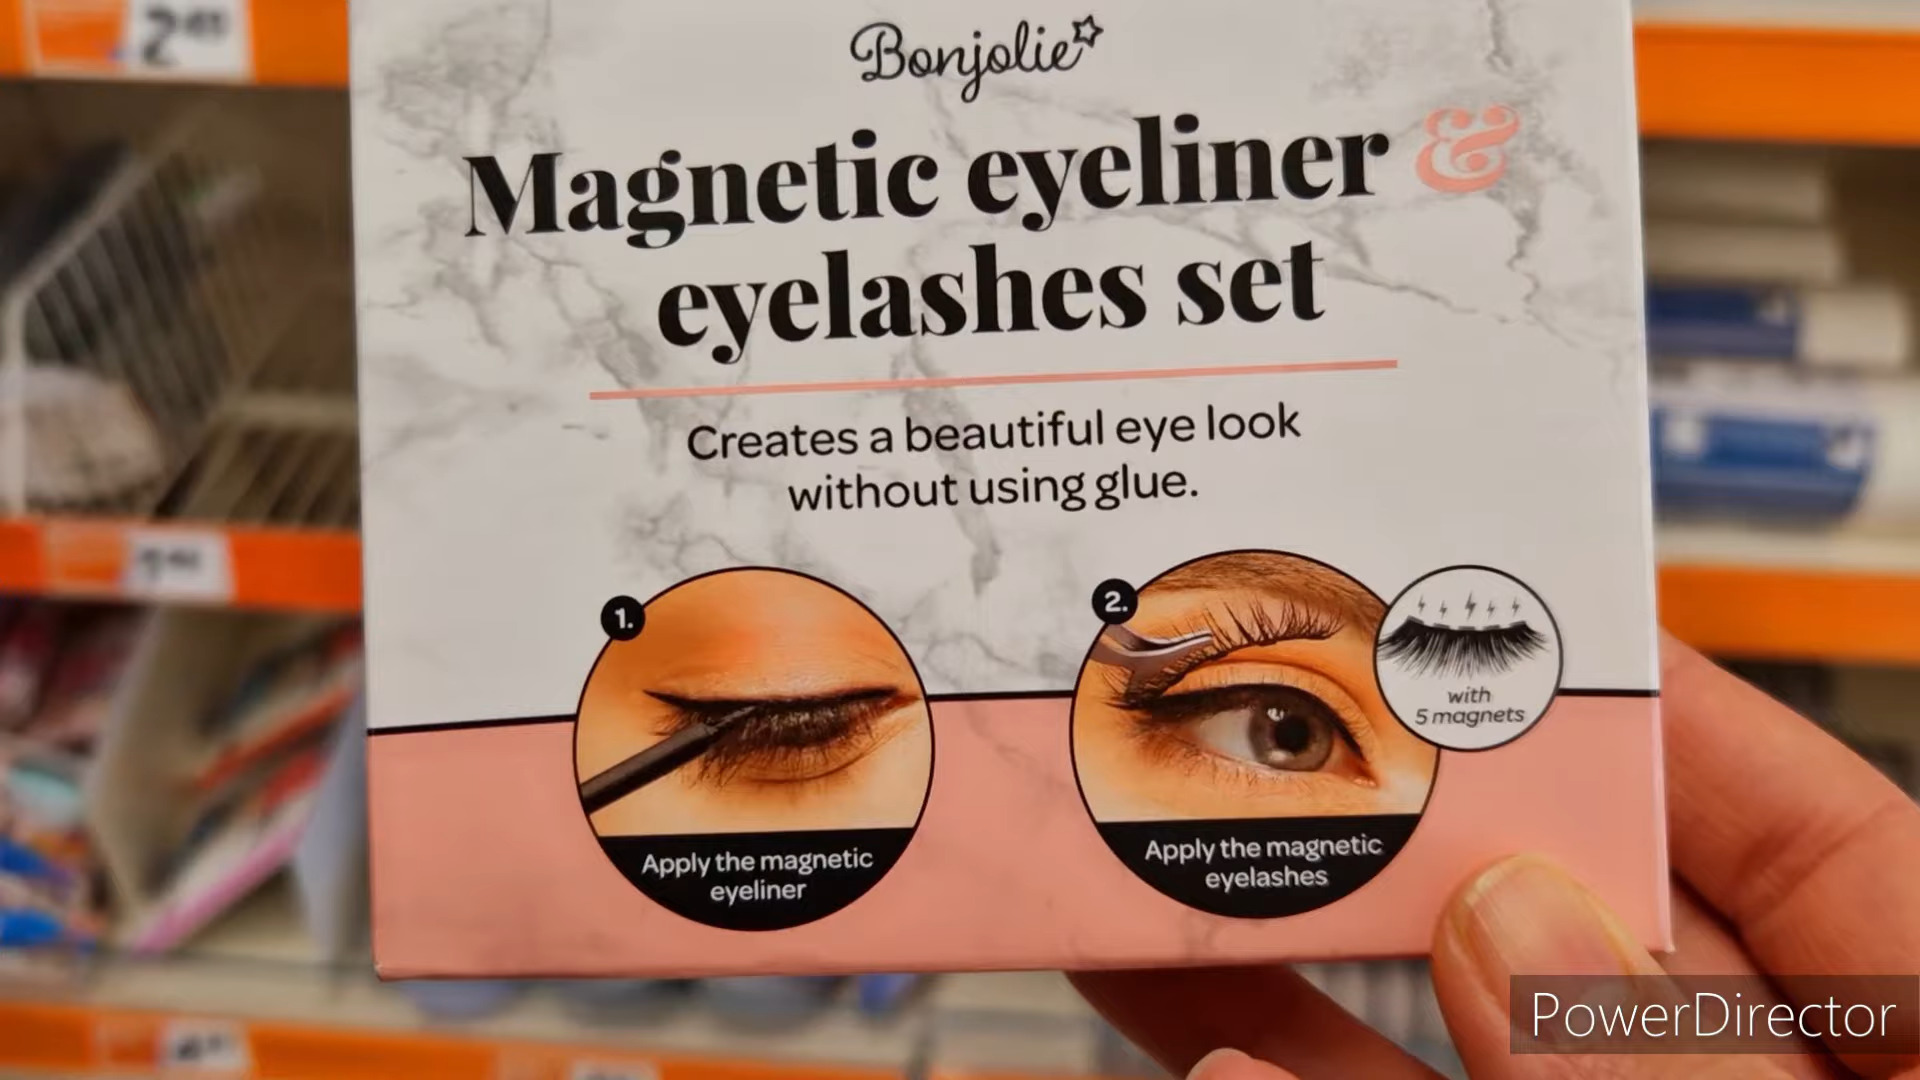 Bonjolie
Magnetic eyeliner &
eyelashes set
Creates a beautiful eye look
without using glue.
1.
Apply the magnetic
eyeliner
2.
Apply the magnetic
eyelashes
with
5 magnets
PowerDirector